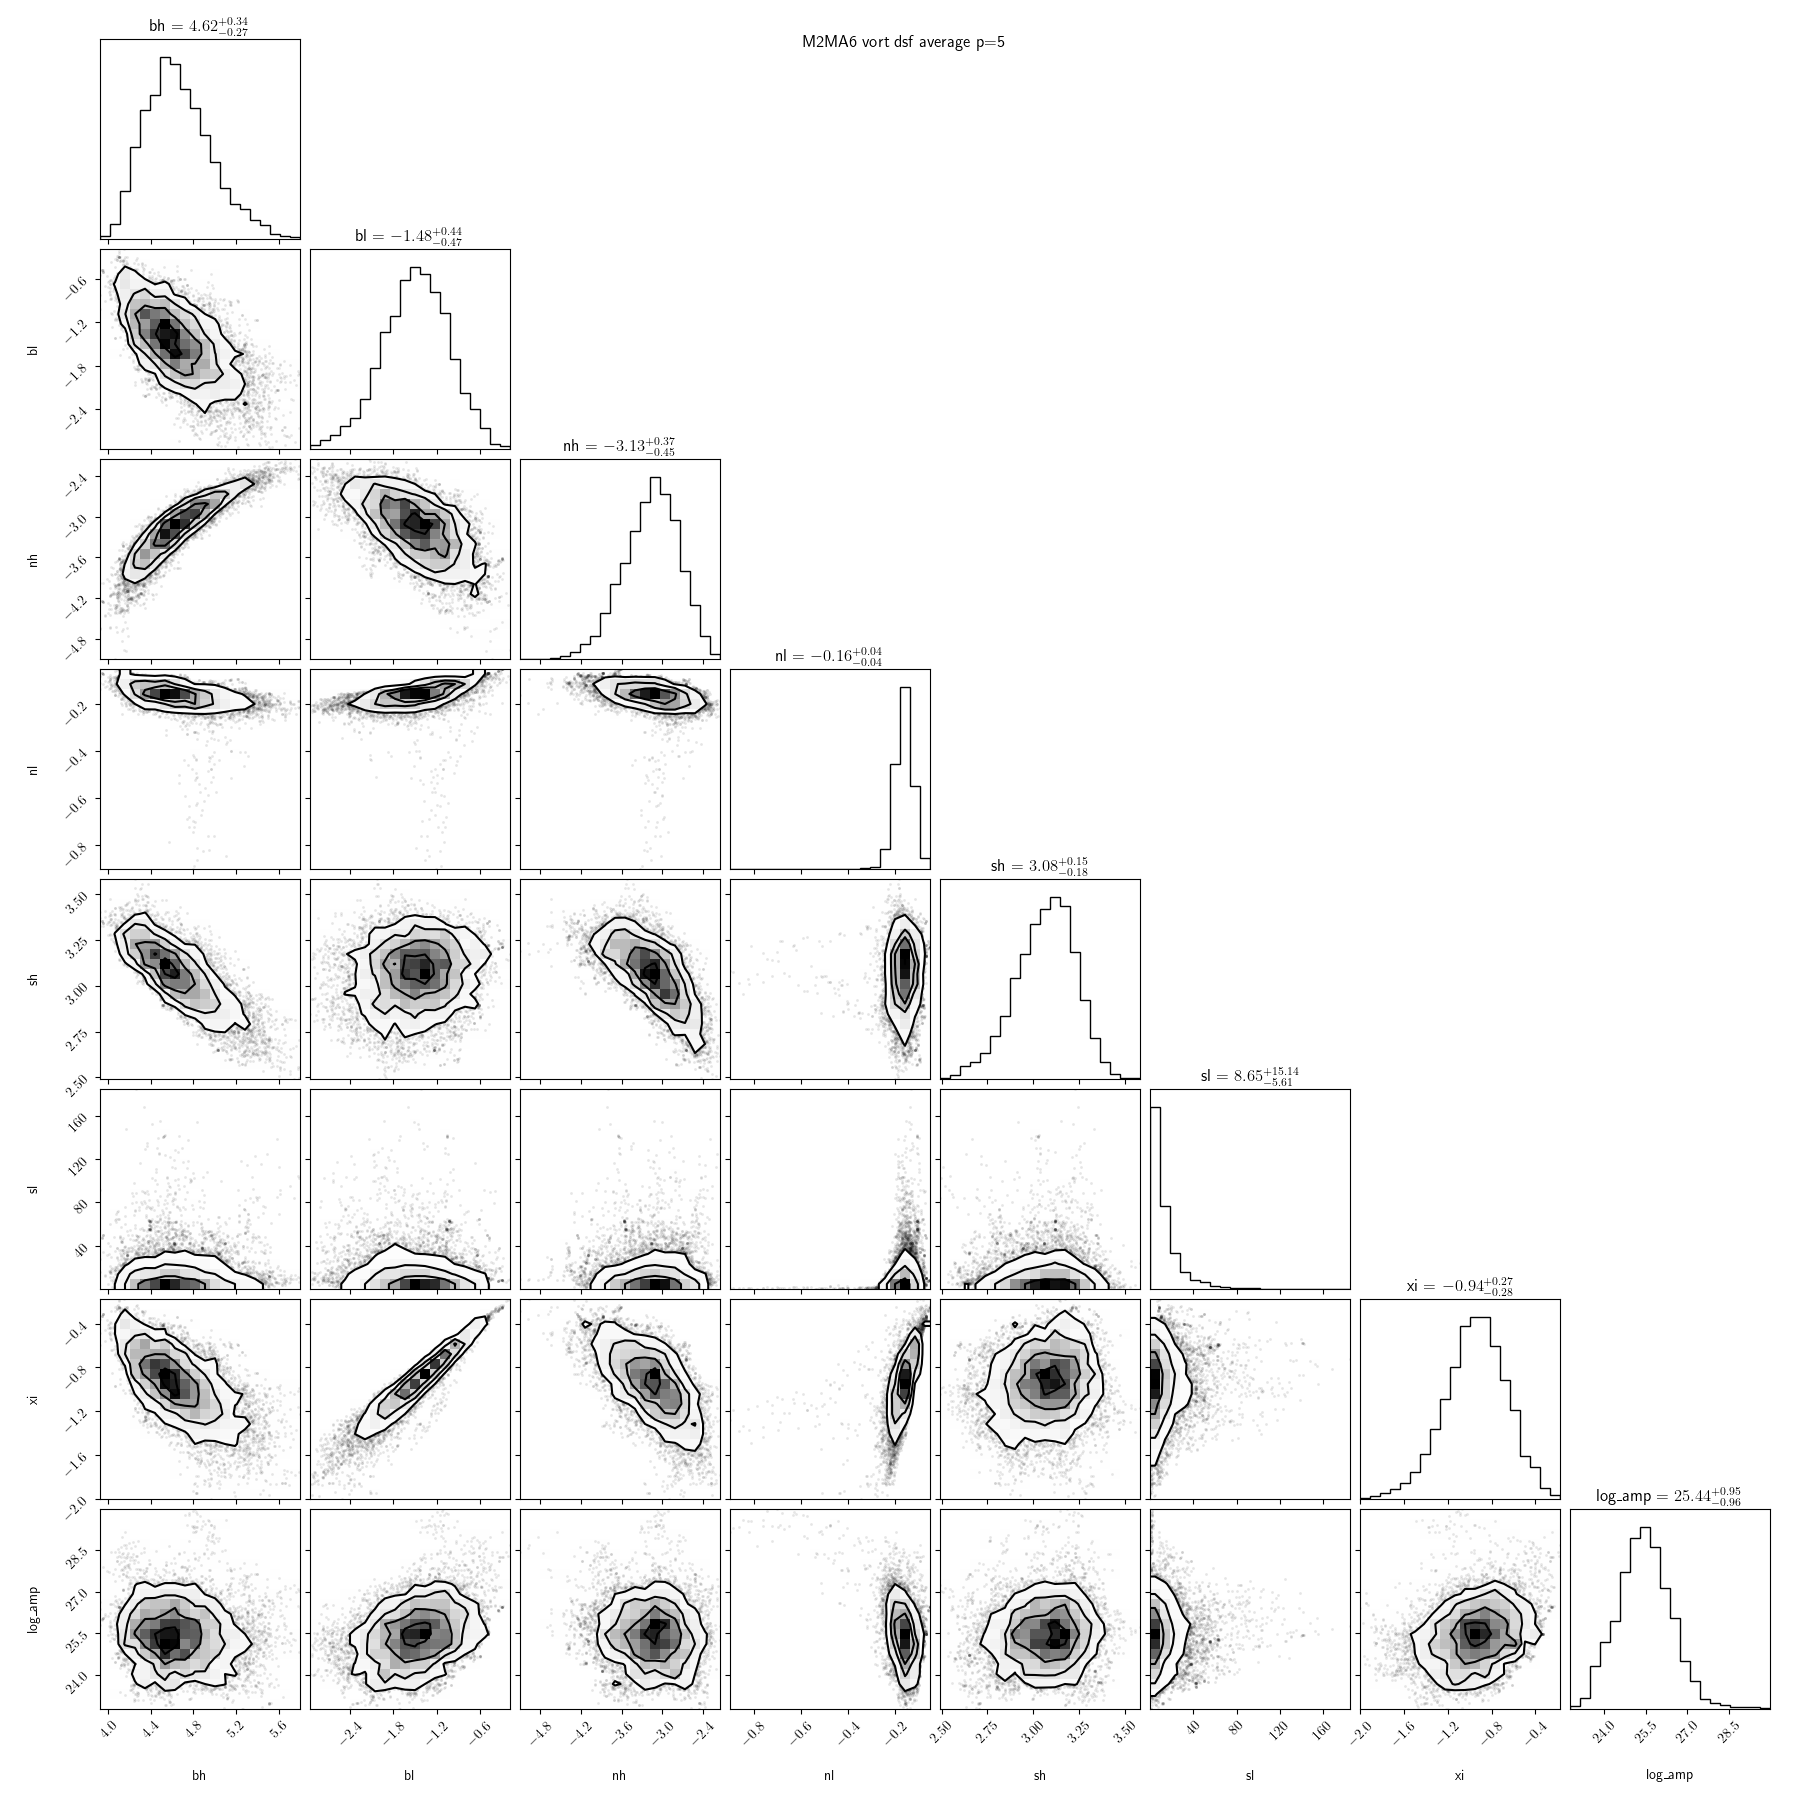 bh = 4.62^{+0.34}_{-0.27}
M2MA6 vort dsf average p=5
bl = −1.48^{+0.44}_{-0.47}
−0.6
−1.2
−1.8
−2.4
bl
nh = −3.13^{+0.37}_{-0.45}
−2.4
−3.0
−3.6
−4.2
−4.8
nh
nl = −0.16^{+0.04}_{-0.04}
−0.2
−0.4
−0.6
−0.8
nl
sh = 3.08^{+0.15}_{-0.18}
3.50
3.25
3.00
2.75
2.50
sh
sl = 8.65^{+15.14}_{-5.61}
160
120
80
40
sl
xi = −0.94^{+0.27}_{-0.28}
−0.4
−0.8
−1.2
−1.6
−2.0
xi
log_amp = 25.44^{+0.95}_{-0.96}
28.5
27.0
25.5
24.0
log_amp
4.0 4.4 4.8 5.2 5.6
−2.4 −1.8 −1.2 −0.6
−4.8 −4.2 −3.6 −3.0 −2.4
−0.8 −0.6 −0.4 −0.2
2.50 2.75 3.00 3.25 3.50
40 80 120 160
−2.0 −1.6 −1.2 −0.8 −0.4
24.0 25.5 27.0 28.5
bh bl nh nl sh sl xi log_amp